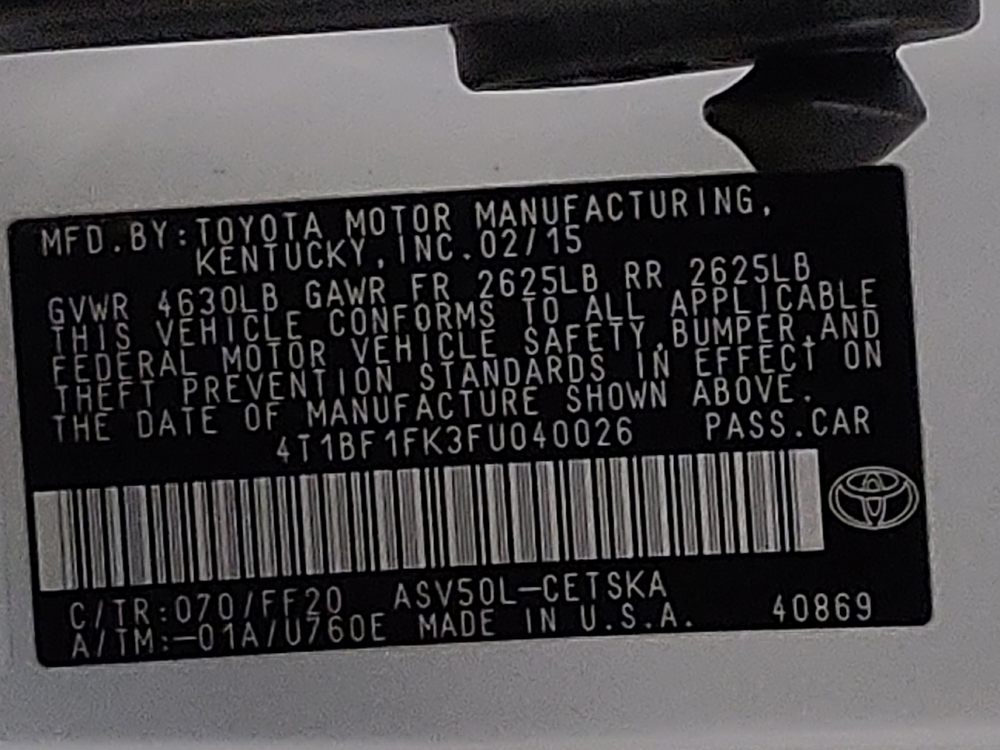 MFD.BY:TOYOTA MOTOR MANUFACTURING,
KENTUCKY,INC.02/15
GVWR 4630LB GAWR FR 2625LB RR 2625LB
THIS VEHICLE CONFORMS TO ALL APPLICABLE
FEDERAL MOTOR VEHICLE SAFETY,BUMPER,AND
THEFT PREVENTION STANDARDS IN EFFECT ON
THE DATE OF MANUFACTURE SHOWN ABOVE.
4T1BF1FK3FU040026 PASS.CAR
C/TR:070/FF20 ASV50L-CETSKA
A/TM:-01A/U760E MADE IN U.S.A. 40869